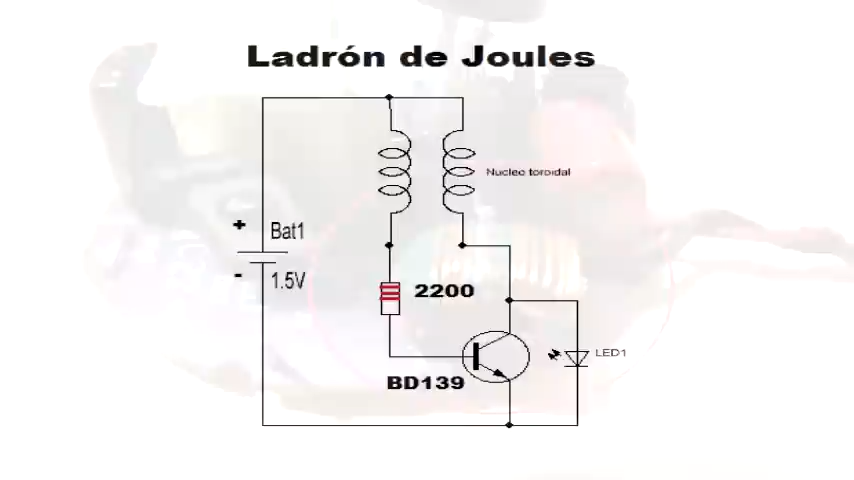 Ladrón de Joules
Nucleo toroidal
+
Bat1
-
1.5V
2200
LED1
BD139